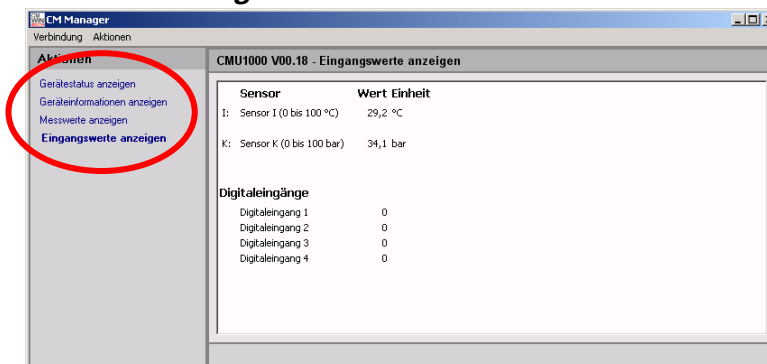 CM Manager
Verbindung Aktionen
Aktionen
Gerätestatus anzeigen
Geräteinformationen anzeigen
Messwerte anzeigen
Eingangswerte anzeigen
CMU1000 V00.18 - Eingangswerte anzeigen
Sensor Wert Einheit
I: Sensor I (0 bis 100 °C) 29,2 °C
K: Sensor K (0 bis 100 bar) 34,1 bar
Digitaleingänge
Digitaleingang 1 0
Digitaleingang 2 0
Digitaleingang 3 0
Digitaleingang 4 0